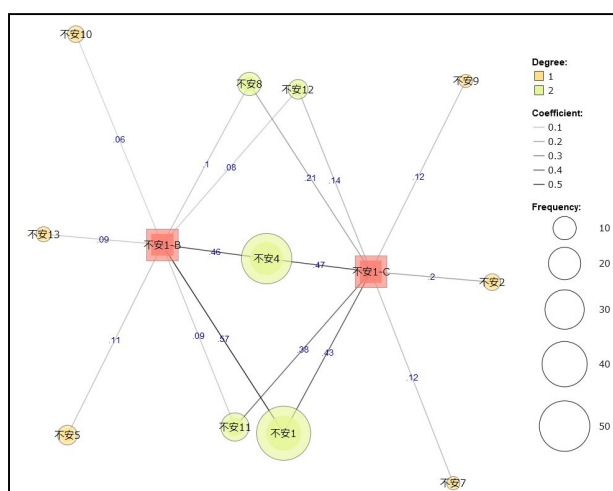 不安10
不安8
不安12
不安9
.06
.1
.08
.21
.14
.12
不安13
.09
不安1-B
.46
不安4
.47
不安1-C
.2
不安2
.11
.09
.57
.38
.43
.12
不安5
不安11
不安1
不安7
Degree:
1
2
Coefficient:
0.1
0.2
0.3
0.4
0.5
Frequency:
10
20
30
40
50